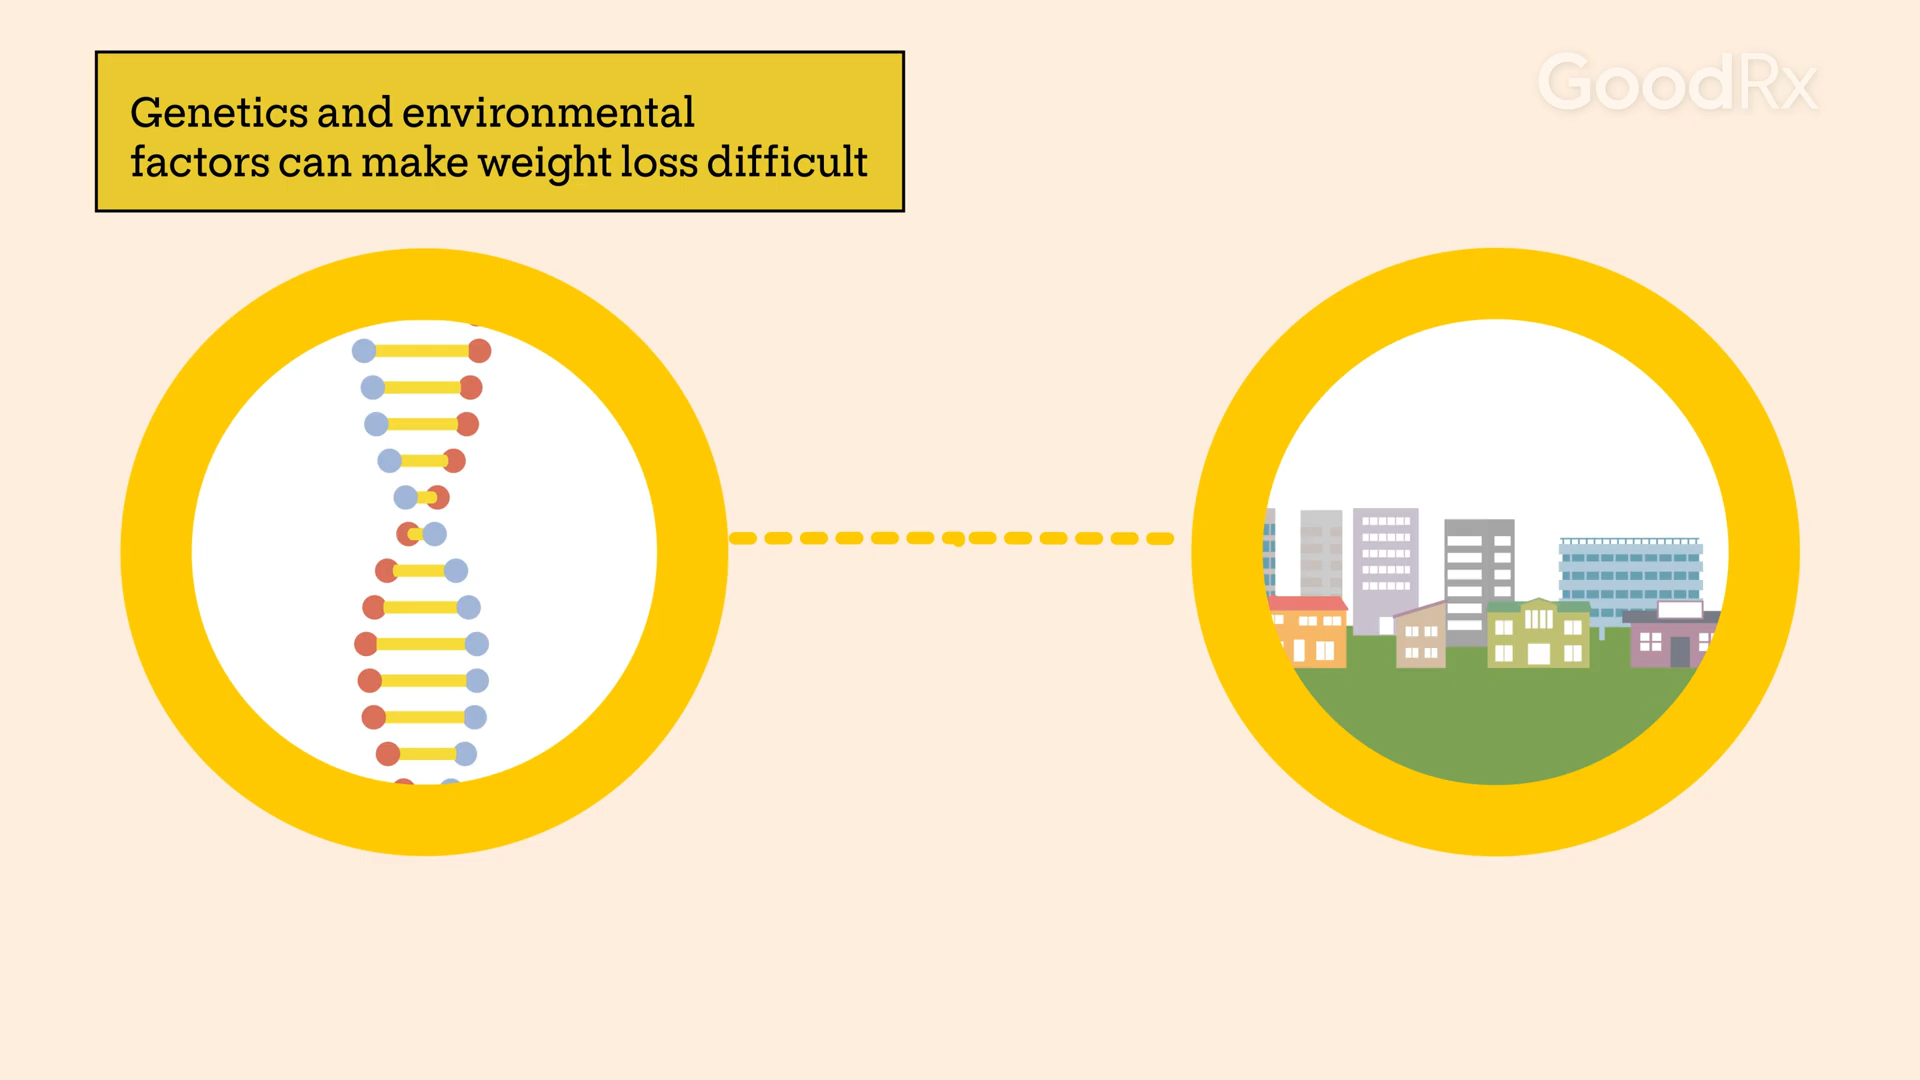 Genetics and environmental
factors can make weight loss difficult
GoodRx